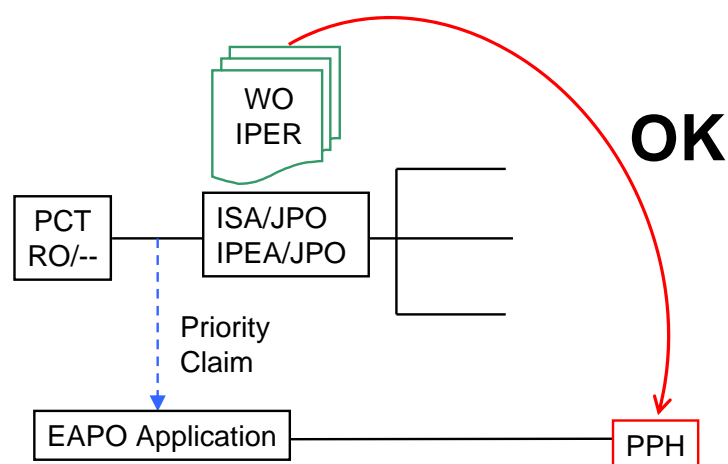 WO
IPER
OK
PCT
RO/--
ISA/JPO
IPEA/JPO
Priority
Claim
EAPO Application
PPH